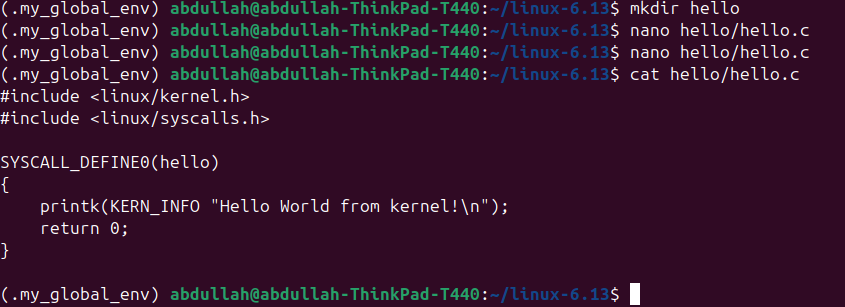 (.my_global_env) abdullah@abdullah-ThinkPad-T440:~/linux-6.13$ mkdir hello
(.my_global_env) abdullah@abdullah-ThinkPad-T440:~/linux-6.13$ nano hello/hello.c
(.my_global_env) abdullah@abdullah-ThinkPad-T440:~/linux-6.13$ nano hello/hello.c
(.my_global_env) abdullah@abdullah-ThinkPad-T440:~/linux-6.13$ cat hello/hello.c
#include <linux/kernel.h>
#include <linux/syscalls.h>

SYSCALL_DEFINE0(hello)
{
    printk(KERN_INFO "Hello World from kernel!\n");
    return 0;
}

(.my_global_env) abdullah@abdullah-ThinkPad-T440:~/linux-6.13$